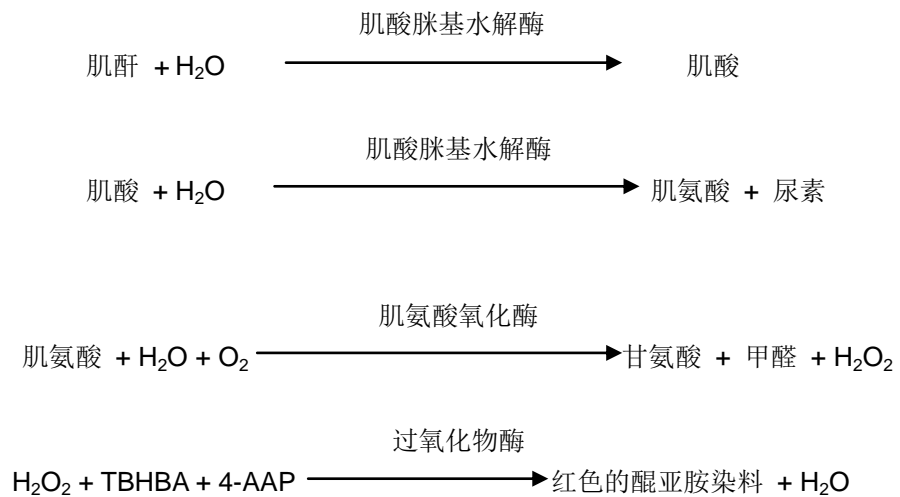 肌酸脒基水解酶
肌酐 + H₂O 肌酸
肌酸脒基水解酶
肌酸 + H₂O 肌氨酸 + 尿素
肌氨酸氧化酶
肌氨酸 + H₂O + O₂ 甘氨酸 + 甲醛 + H₂O₂
过氧化物酶
H₂O₂ + TBHBA + 4-AAP 红色的醌亚胺染料 + H₂O